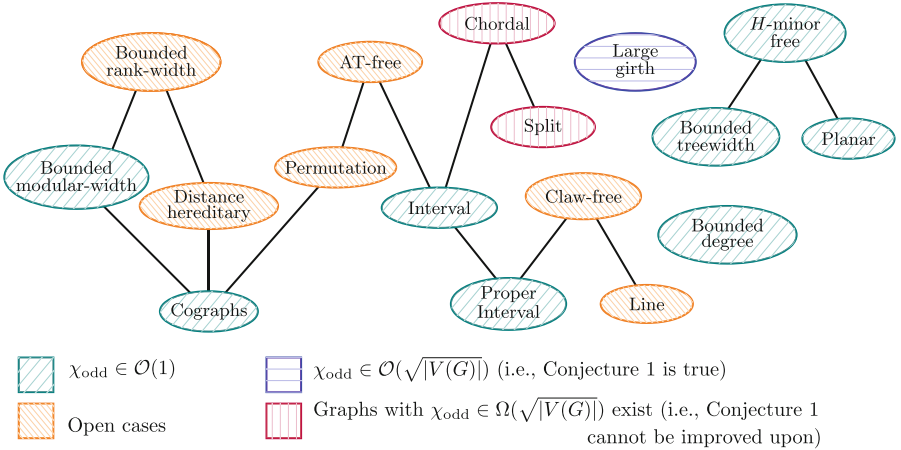 Chordal
H-minor
free
Bounded
rank-width
AT-free
Large
girth
Split
Bounded
treewidth
Planar
Bounded
modular-width
Permutation
Distance
hereditary
Interval
Claw-free
Bounded
degree
Cographs
Proper
Interval
Line
χodd ∈ O(1)
χodd ∈ O(√|V(G)|) (i.e., Conjecture 1 is true)
Open cases
Graphs with χodd ∈ Ω(√|V(G)|) exist (i.e., Conjecture 1
cannot be improved upon)